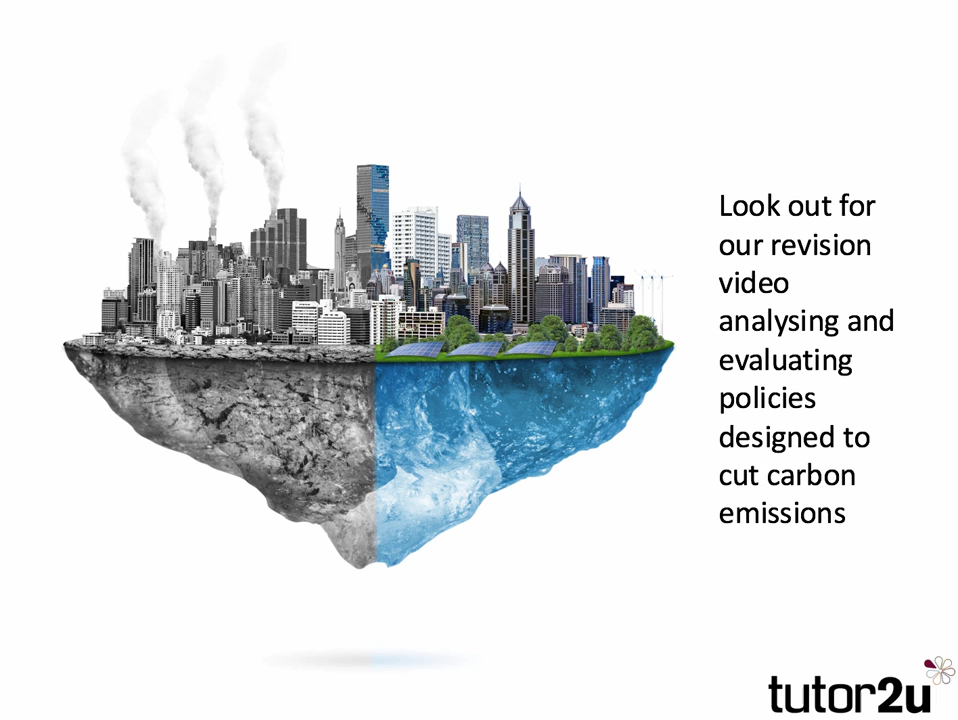 Look out for
our revision
video
analysing and
evaluating
policies
designed to
cut carbon
emissions
tutor2u